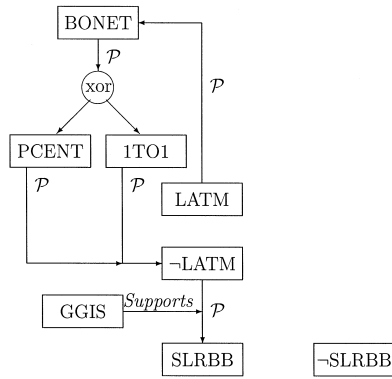 BONET
𝒫
xor
𝒫
PCENT
1TO1
𝒫
𝒫
LATM
¬LATM
GGIS
Supports
𝒫
SLRBB
¬SLRBB